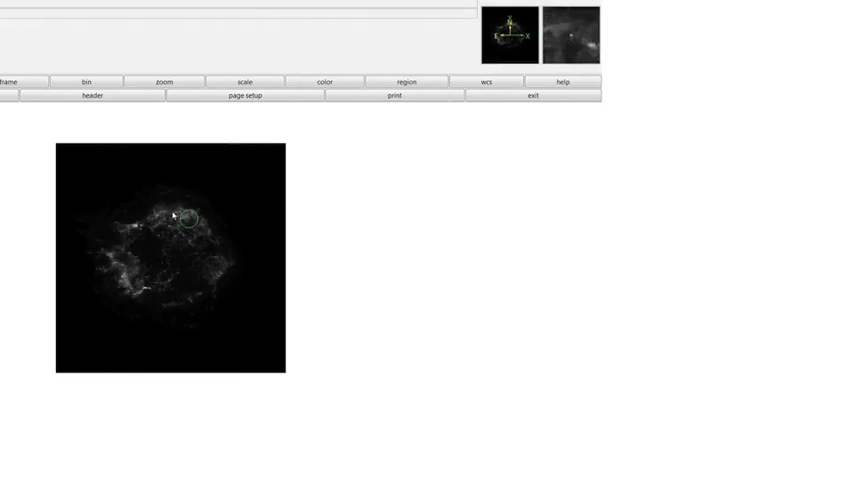 N
E X
frame bin zoom scale color region wcs help
header page setup print exit